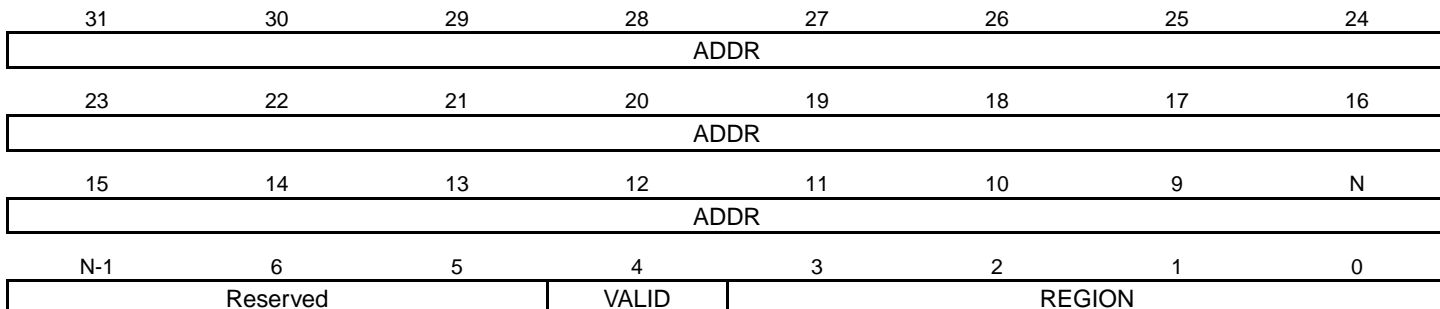 31 30 29 28 27 26 25 24
ADDR
23 22 21 20 19 18 17 16
ADDR
15 14 13 12 11 10 9 N
ADDR
N-1 6 5 4 3 2 1 0
Reserved VALID REGION